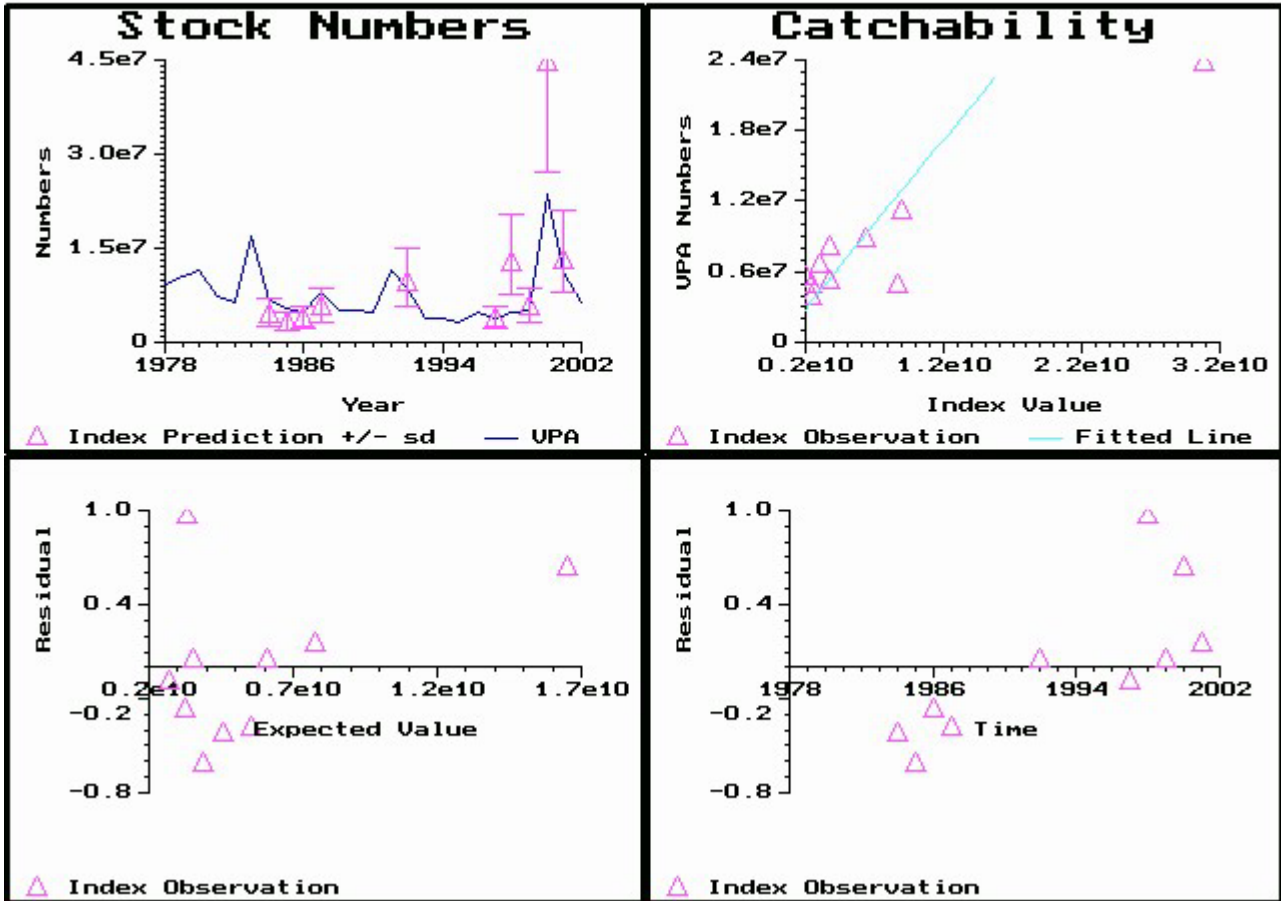 Stock Numbers
4.5e7
3.0e7
1.5e7
0
Numbers
1978 1986 1994 2002
Year
Index Prediction +/- sd VPA
Catchability
2.4e7
1.8e7
1.2e7
0.6e7
0
VPA Numbers
0.2e10 1.2e10 2.2e10 3.2e10
Index Value
Index Observation Fitted Line
1.0
0.4
-0.2
-0.8
Residual
0.2e10 0.7e10 1.2e10 1.7e10
Expected Value
Index Observation
1.0
0.4
-0.2
-0.8
Residual
1978 1986 1994 2002
Time
Index Observation